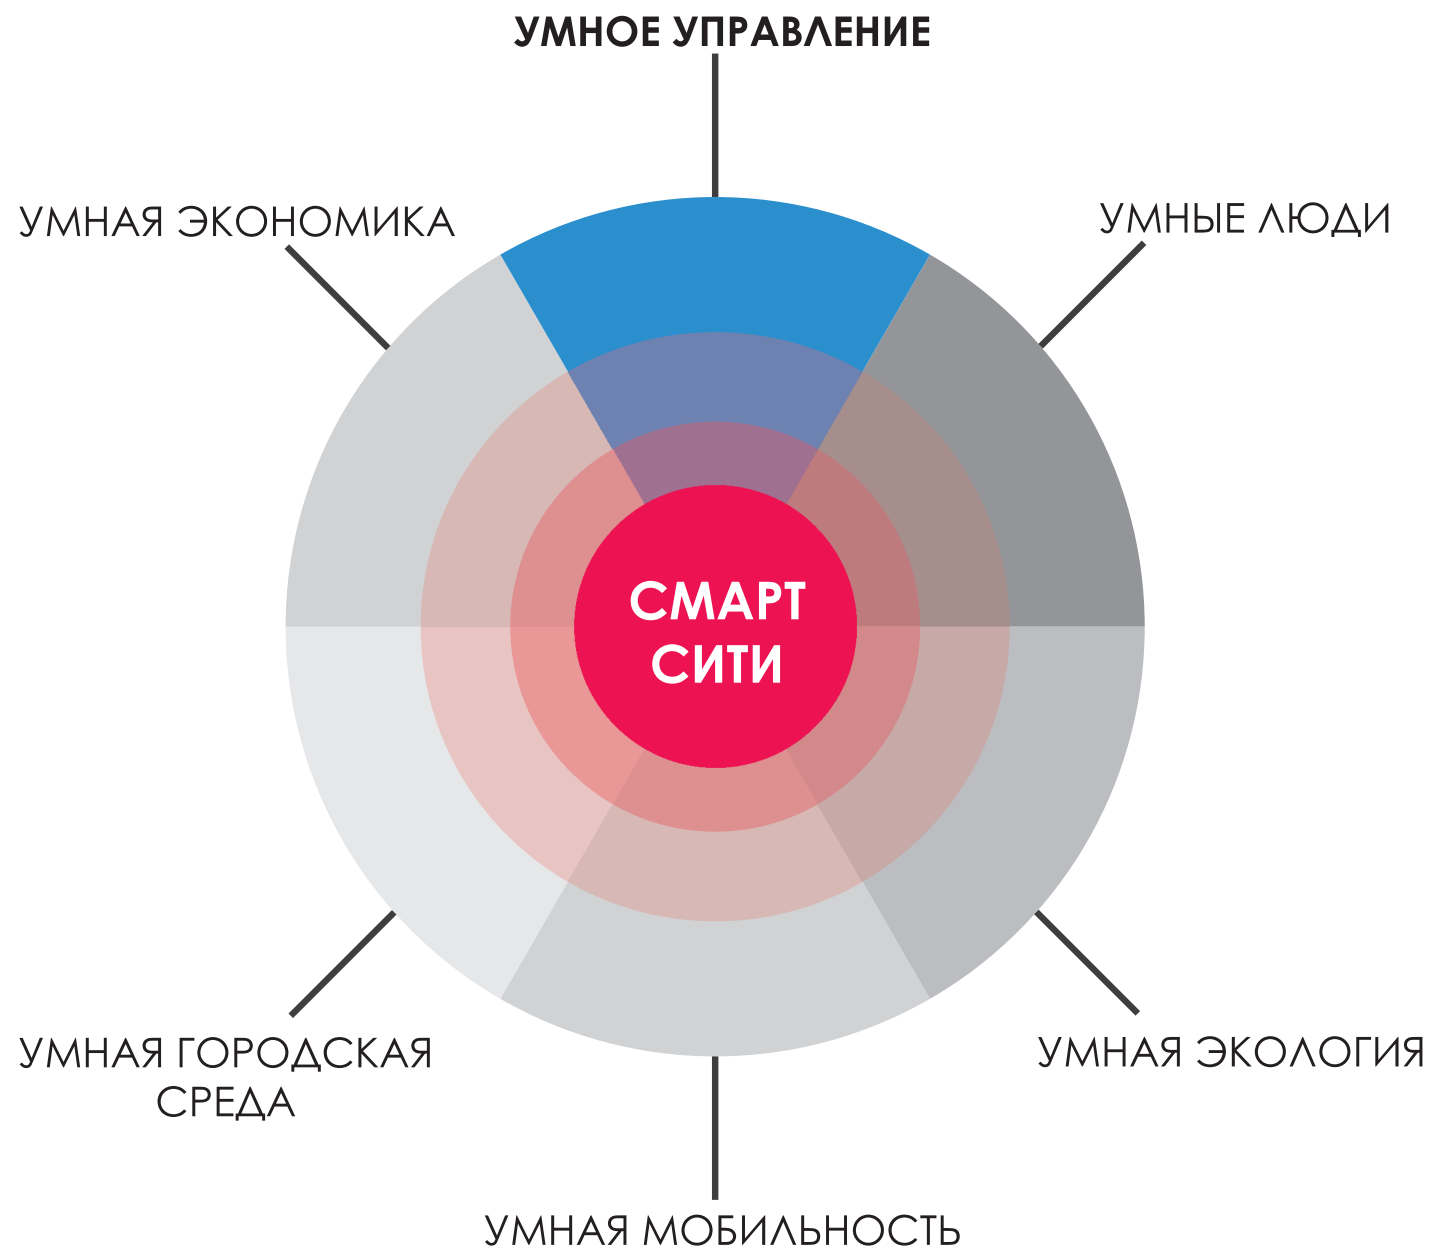 УМНОЕ УПРАВЛЕНИЕ
УМНАЯ ЭКОНОМИКА
УМНЫЕ ЛЮДИ
СМАРТ
СИТИ
УМНАЯ ГОРОДСКАЯ
СРЕДА
УМНАЯ ЭКОЛОГИЯ
УМНАЯ МОБИЛЬНОСТЬ